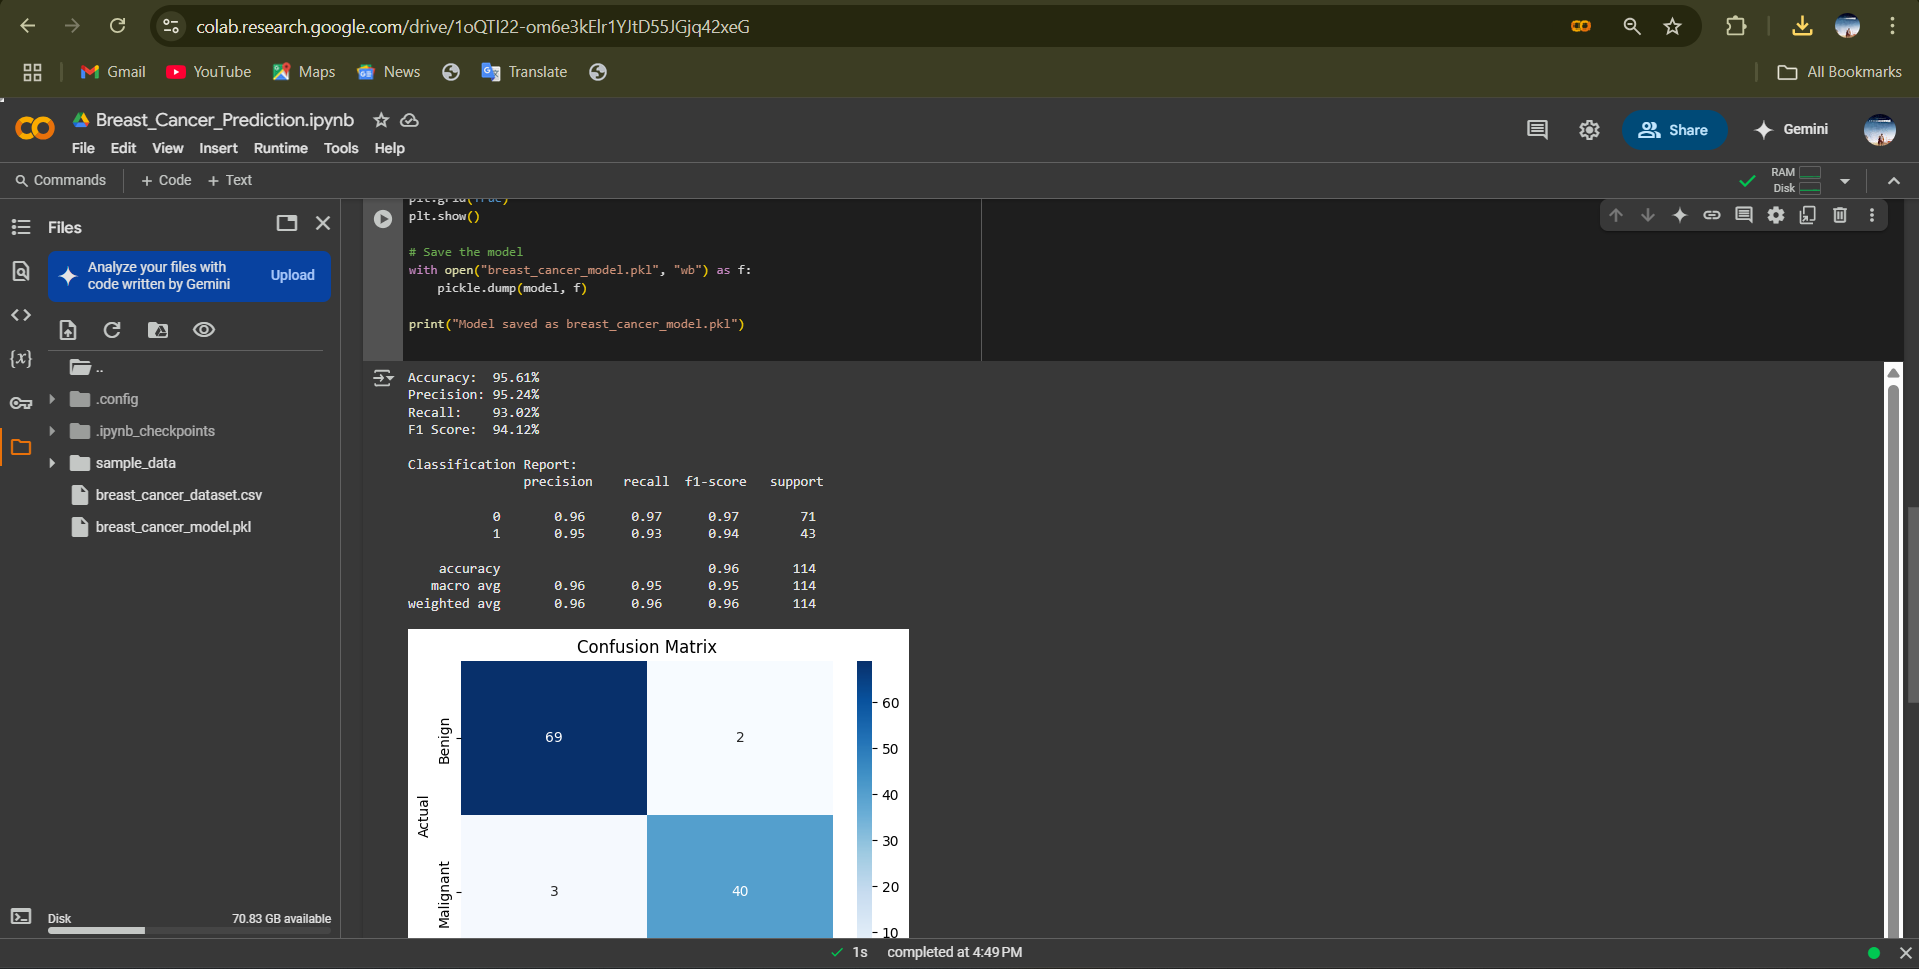 colab.research.google.com/drive/1oQTI22-om6e3kElr1YJtD55JGjq42xeG
Gmail YouTube Maps News Translate All Bookmarks
Breast_Cancer_Prediction.ipynb
File Edit View Insert Runtime Tools Help
Share Gemini
Commands + Code + Text
RAM
Disk
Files
Analyze your files with
code written by Gemini
Upload
..
.config
.ipynb_checkpoints
sample_data
breast_cancer_dataset.csv
breast_cancer_model.pkl
Disk 70.83 GB available
plt.grid(True)
plt.show()
# Save the model
with open("breast_cancer_model.pkl", "wb") as f:
pickle.dump(model, f)
print("Model saved as breast_cancer_model.pkl")
Accuracy: 95.61%
Precision: 95.24%
Recall: 93.02%
F1 Score: 94.12%
Classification Report:
precision recall f1-score support
0 0.96 0.97 0.97 71
1 0.95 0.93 0.94 43
accuracy 0.96 114
macro avg 0.96 0.95 0.95 114
weighted avg 0.96 0.96 0.96 114
Confusion Matrix
Actual
Benign
Malignant
69 2
3 40
60
50
40
30
20
10
1s completed at 4:49 PM